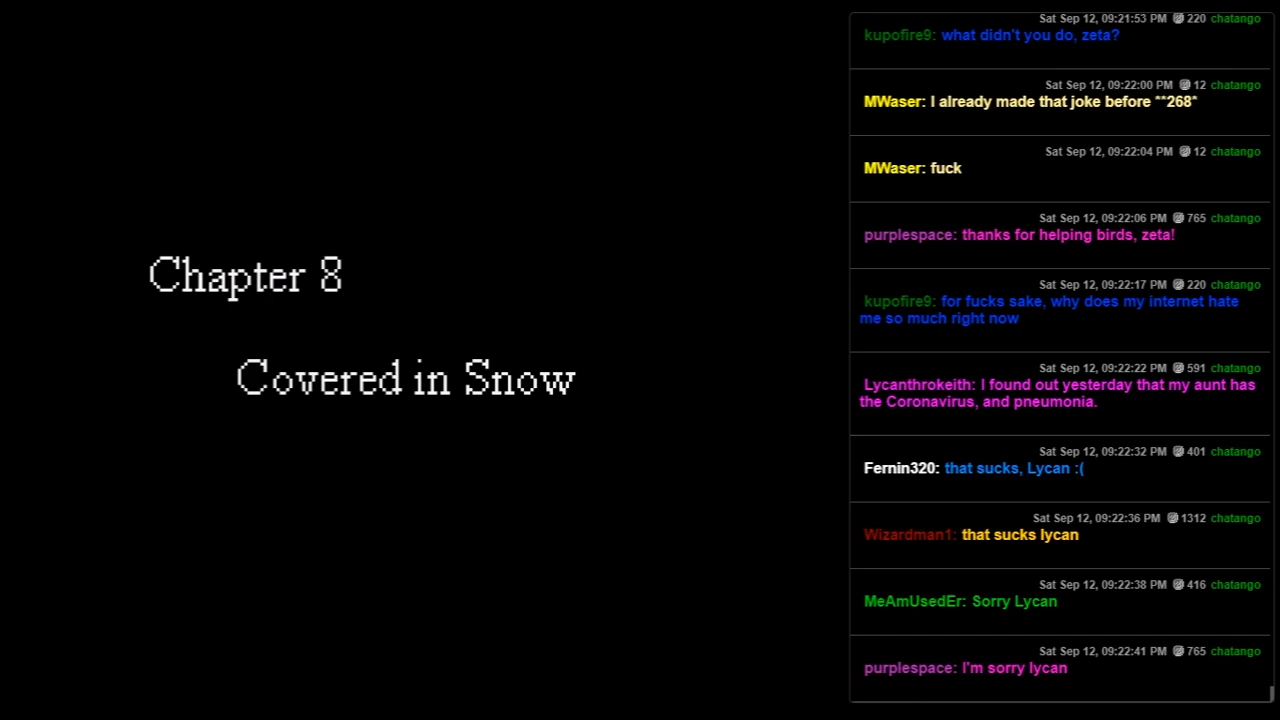 Chapter 8
Covered in Snow
Sat Sep 12, 09:21:53 PM 220 chatango
kupofire9: what didn't you do, zeta?
Sat Sep 12, 09:22:00 PM 12 chatango
MWaser: I already made that joke before **268*
Sat Sep 12, 09:22:04 PM 12 chatango
MWaser: fuck
Sat Sep 12, 09:22:06 PM 765 chatango
purplespace: thanks for helping birds, zeta!
Sat Sep 12, 09:22:17 PM 220 chatango
kupofire9: for fucks sake, why does my internet hate
me so much right now
Sat Sep 12, 09:22:22 PM 591 chatango
Lycanthrokeith: I found out yesterday that my aunt has
the Coronavirus, and pneumonia.
Sat Sep 12, 09:22:32 PM 401 chatango
Fernin320: that sucks, Lycan :(
Sat Sep 12, 09:22:36 PM 1312 chatango
Wizardman1: that sucks lycan
Sat Sep 12, 09:22:38 PM 416 chatango
MeAmUsedEr: Sorry Lycan
Sat Sep 12, 09:22:41 PM 765 chatango
purplespace: I'm sorry lycan